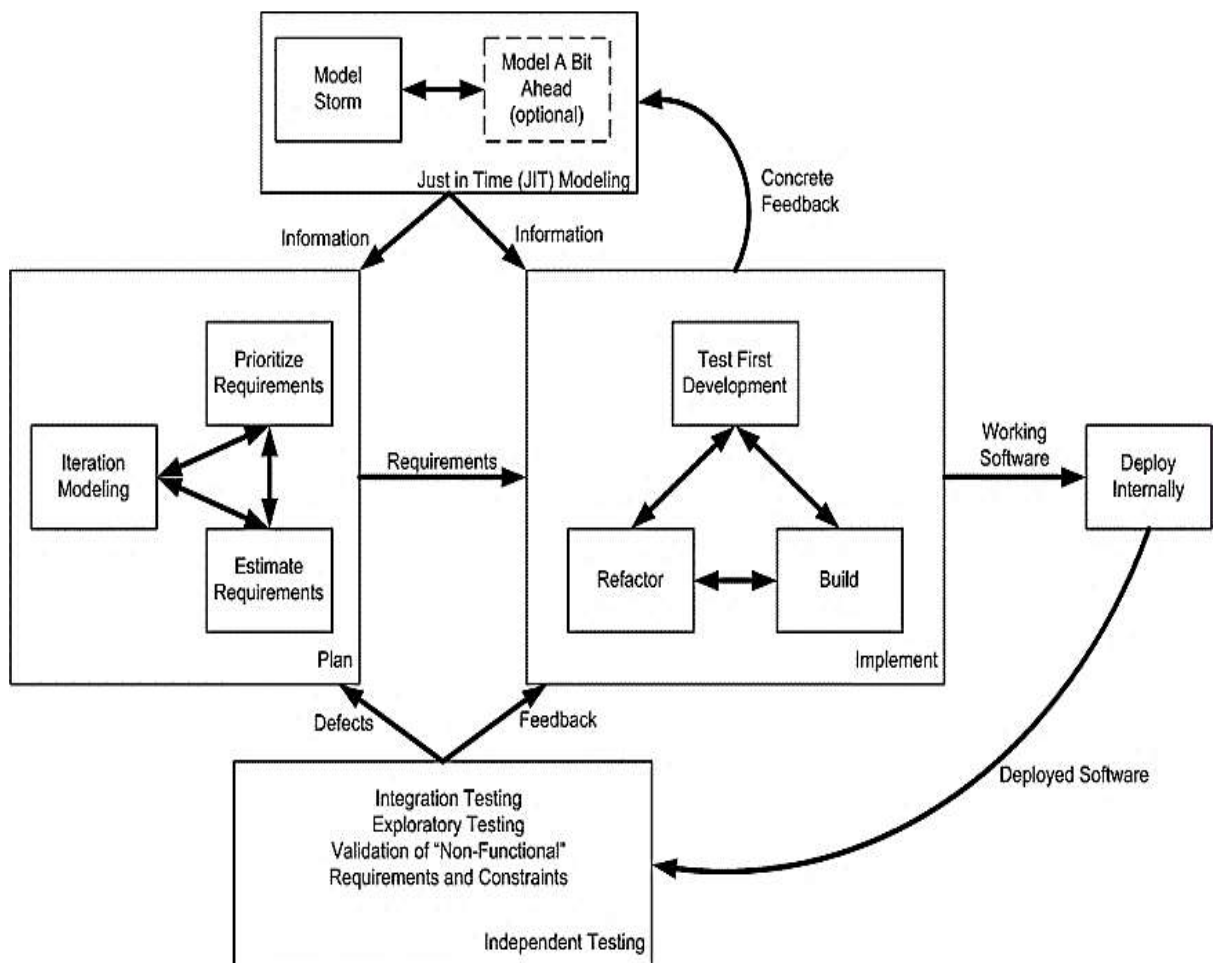 Model
Storm
Model A Bit
Ahead
(optional)
Just in Time (JIT) Modeling
Concrete
Feedback
Information
Information
Prioritize
Requirements
Iteration
Modeling
Estimate
Requirements
Plan
Requirements
Test First
Development
Refactor
Build
Implement
Working
Software
Deploy
Internally
Defects
Feedback
Deployed Software
Integration Testing
Exploratory Testing
Validation of “Non-Functional”
Requirements and Constraints
Independent Testing